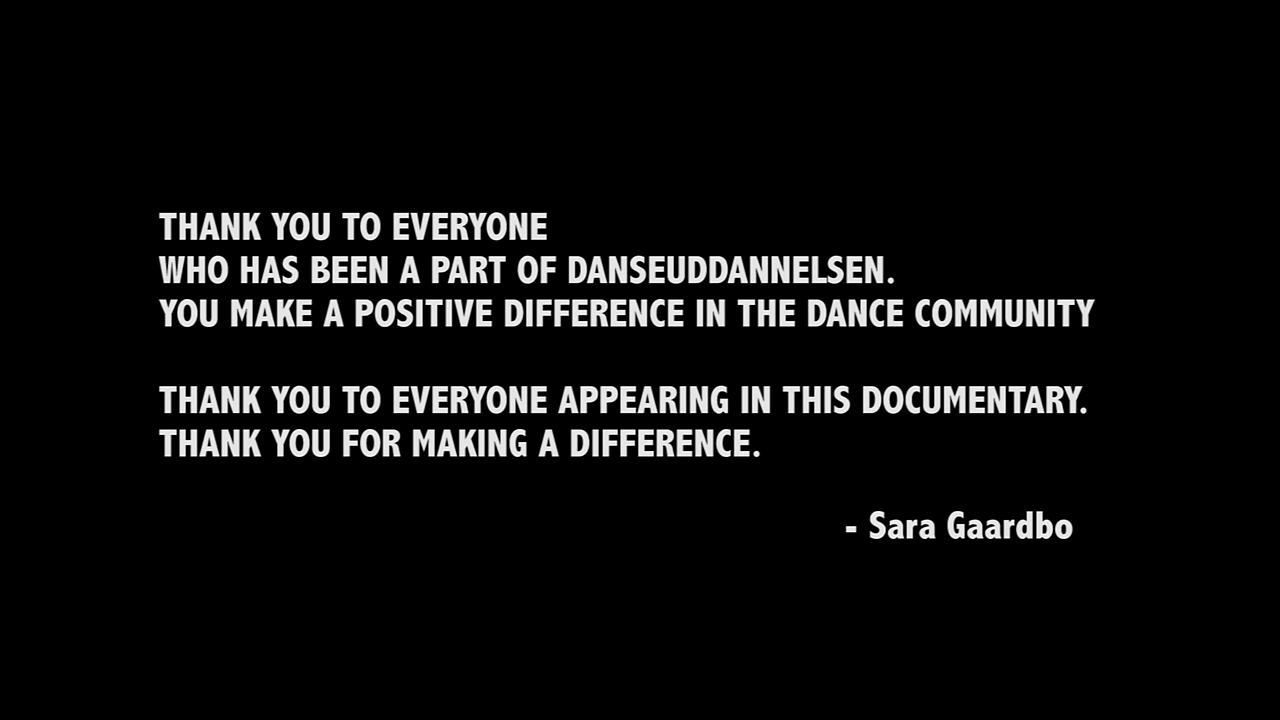 THANK YOU TO EVERYONE
WHO HAS BEEN A PART OF DANSEUDDANNELSEN.
YOU MAKE A POSITIVE DIFFERENCE IN THE DANCE COMMUNITY
THANK YOU TO EVERYONE APPEARING IN THIS DOCUMENTARY.
THANK YOU FOR MAKING A DIFFERENCE.
- Sara Gaardbo